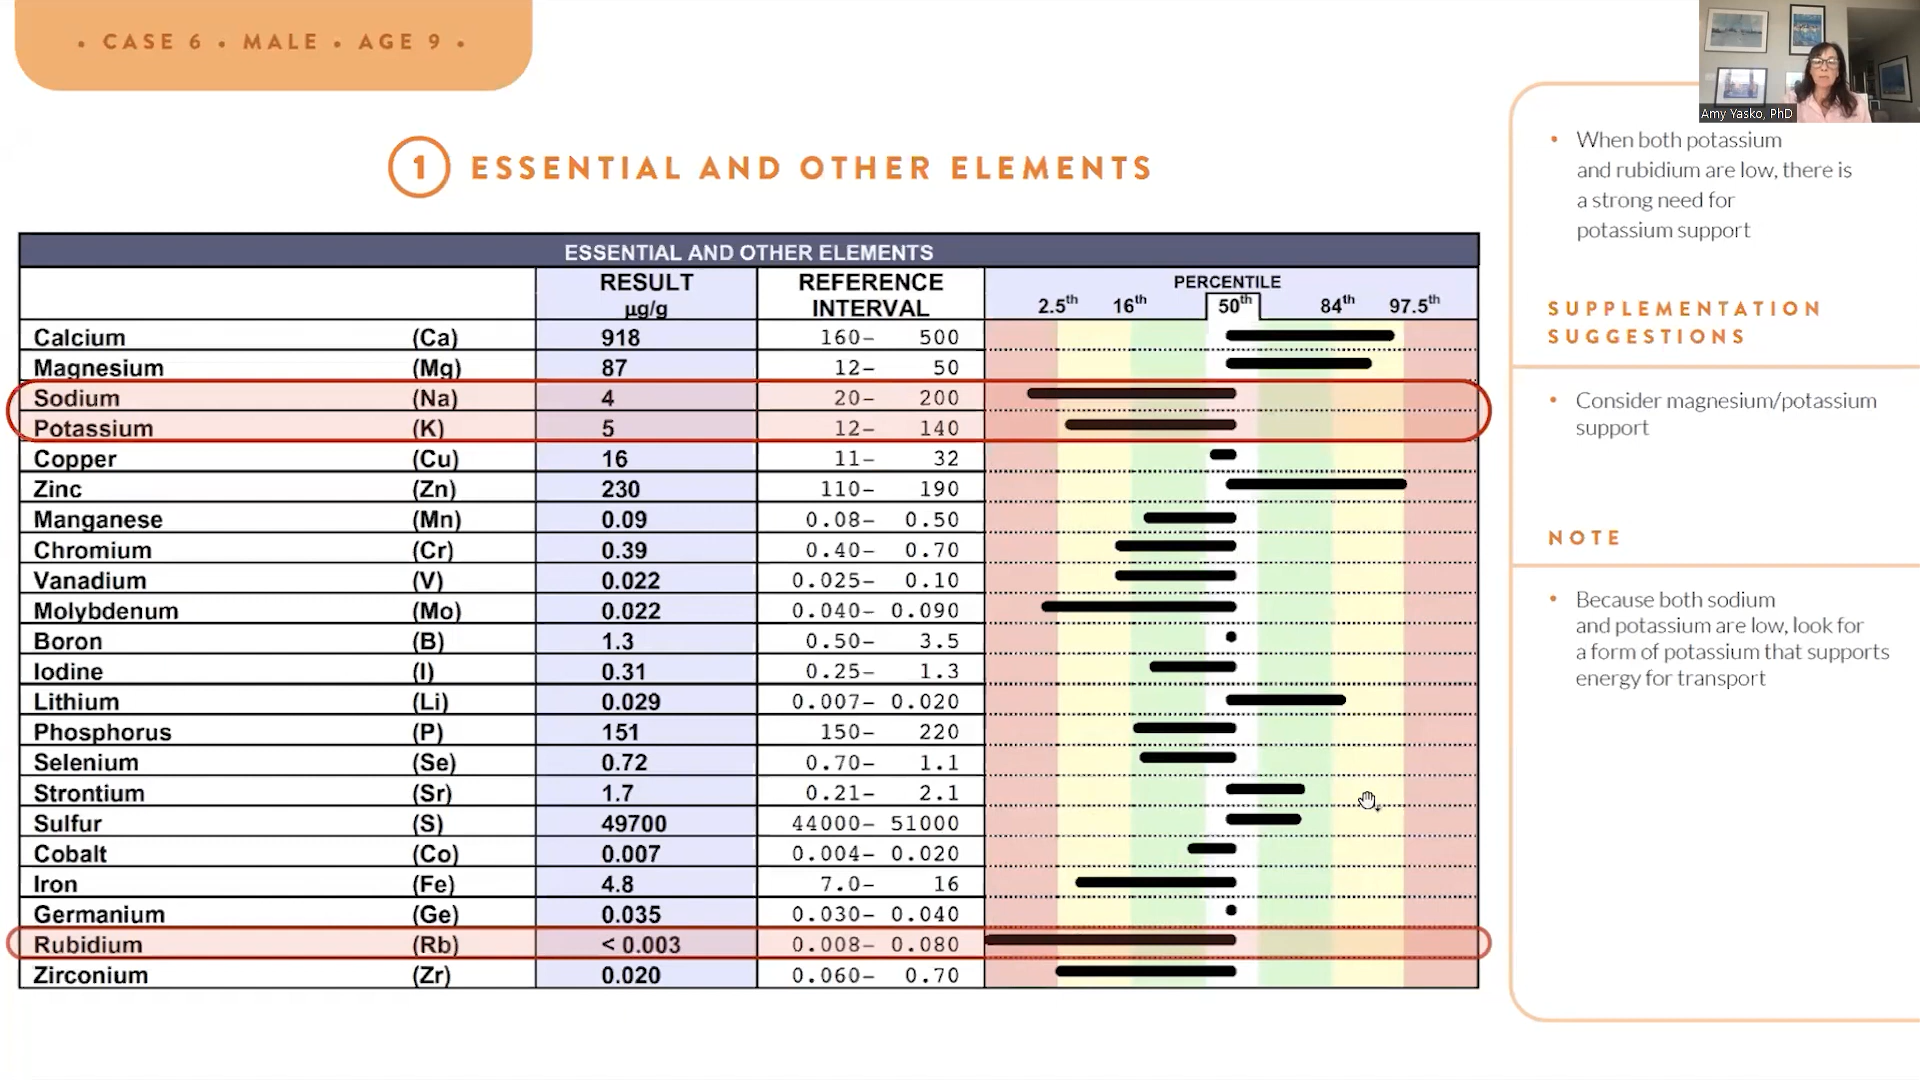 • CASE 6 • MALE • AGE 9 •
Amy Yasko, PhD
1 ESSENTIAL AND OTHER ELEMENTS
ESSENTIAL AND OTHER ELEMENTS
RESULT µg/g REFERENCE INTERVAL PERCENTILE
2.5th 16th 50th 84th 97.5th
Calcium (Ca) 918 160- 500
Magnesium (Mg) 87 12- 50
Sodium (Na) 4 20- 200
Potassium (K) 5 12- 140
Copper (Cu) 16 11- 32
Zinc (Zn) 230 110- 190
Manganese (Mn) 0.09 0.08- 0.50
Chromium (Cr) 0.39 0.40- 0.70
Vanadium (V) 0.022 0.025- 0.10
Molybdenum (Mo) 0.022 0.040- 0.090
Boron (B) 1.3 0.50- 3.5
Iodine (I) 0.31 0.25- 1.3
Lithium (Li) 0.029 0.007- 0.020
Phosphorus (P) 151 150- 220
Selenium (Se) 0.72 0.70- 1.1
Strontium (Sr) 1.7 0.21- 2.1
Sulfur (S) 49700 44000- 51000
Cobalt (Co) 0.007 0.004- 0.020
Iron (Fe) 4.8 7.0- 16
Germanium (Ge) 0.035 0.030- 0.040
Rubidium (Rb) < 0.003 0.008- 0.080
Zirconium (Zr) 0.020 0.060- 0.70
• When both potassium
and rubidium are low, there is
a strong need for
potassium support
SUPPLEMENTATION
SUGGESTIONS
• Consider magnesium/potassium
support
NOTE
• Because both sodium
and potassium are low, look for
a form of potassium that supports
energy for transport